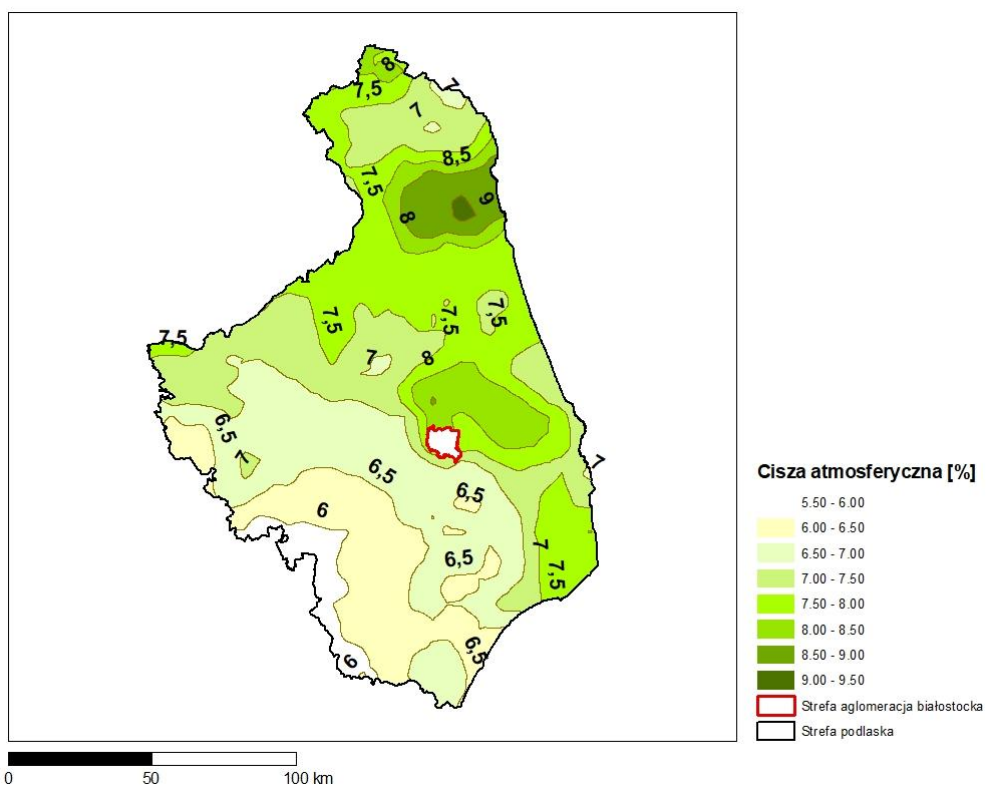 8
7,5
7
7
8,5
7,5
8
9
7,5
7,5
7,5
7,5
7
8
6,5
7
7
6,5
6,5
6
6,5
7
7,5
6,5
6
Cisza atmosferyczna [%]
5.50 - 6.00
6.00 - 6.50
6.50 - 7.00
7.00 - 7.50
7.50 - 8.00
8.00 - 8.50
8.50 - 9.00
9.00 - 9.50
Strefa aglomeracja białostocka
Strefa podlaska
0 50 100 km